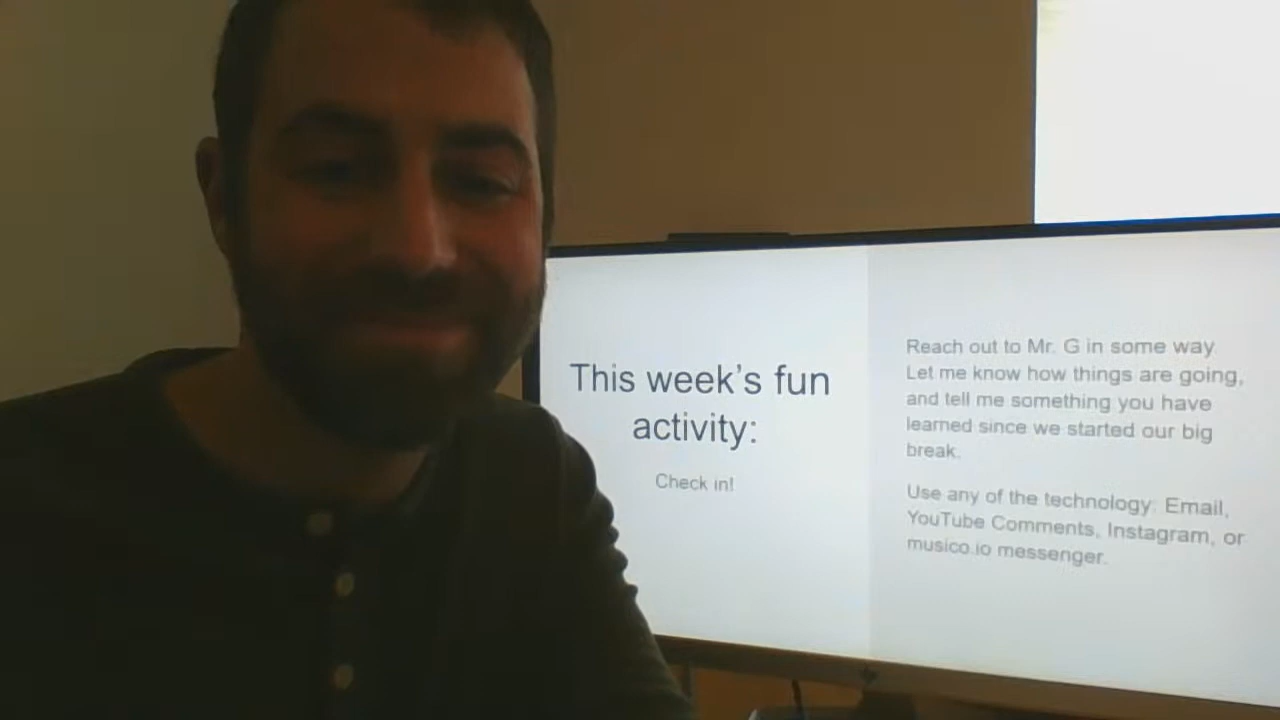 This week's fun
activity:
Check in!
Reach out to Mr. G in some way.
Let me know how things are going,
and tell me something you have
learned since we started our big
break.
Use any of the technology: Email,
YouTube Comments, Instagram, or
musico.io messenger.